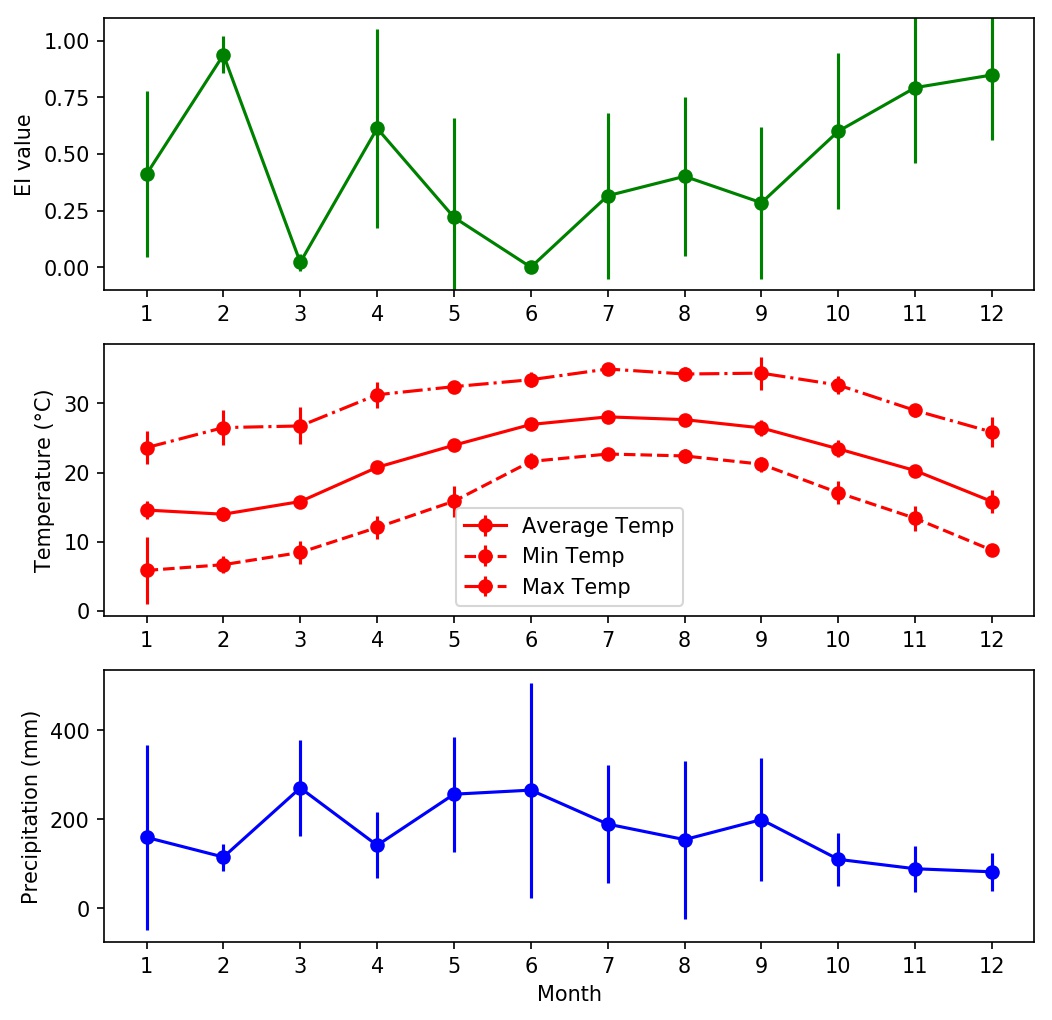 EI value
1.00
0.75
0.50
0.25
0.00
1 2 3 4 5 6 7 8 9 10 11 12
Temperature (°C)
30
20
10
0
Average Temp
Min Temp
Max Temp
1 2 3 4 5 6 7 8 9 10 11 12
Precipitation (mm)
400
200
0
1 2 3 4 5 6 7 8 9 10 11 12
Month